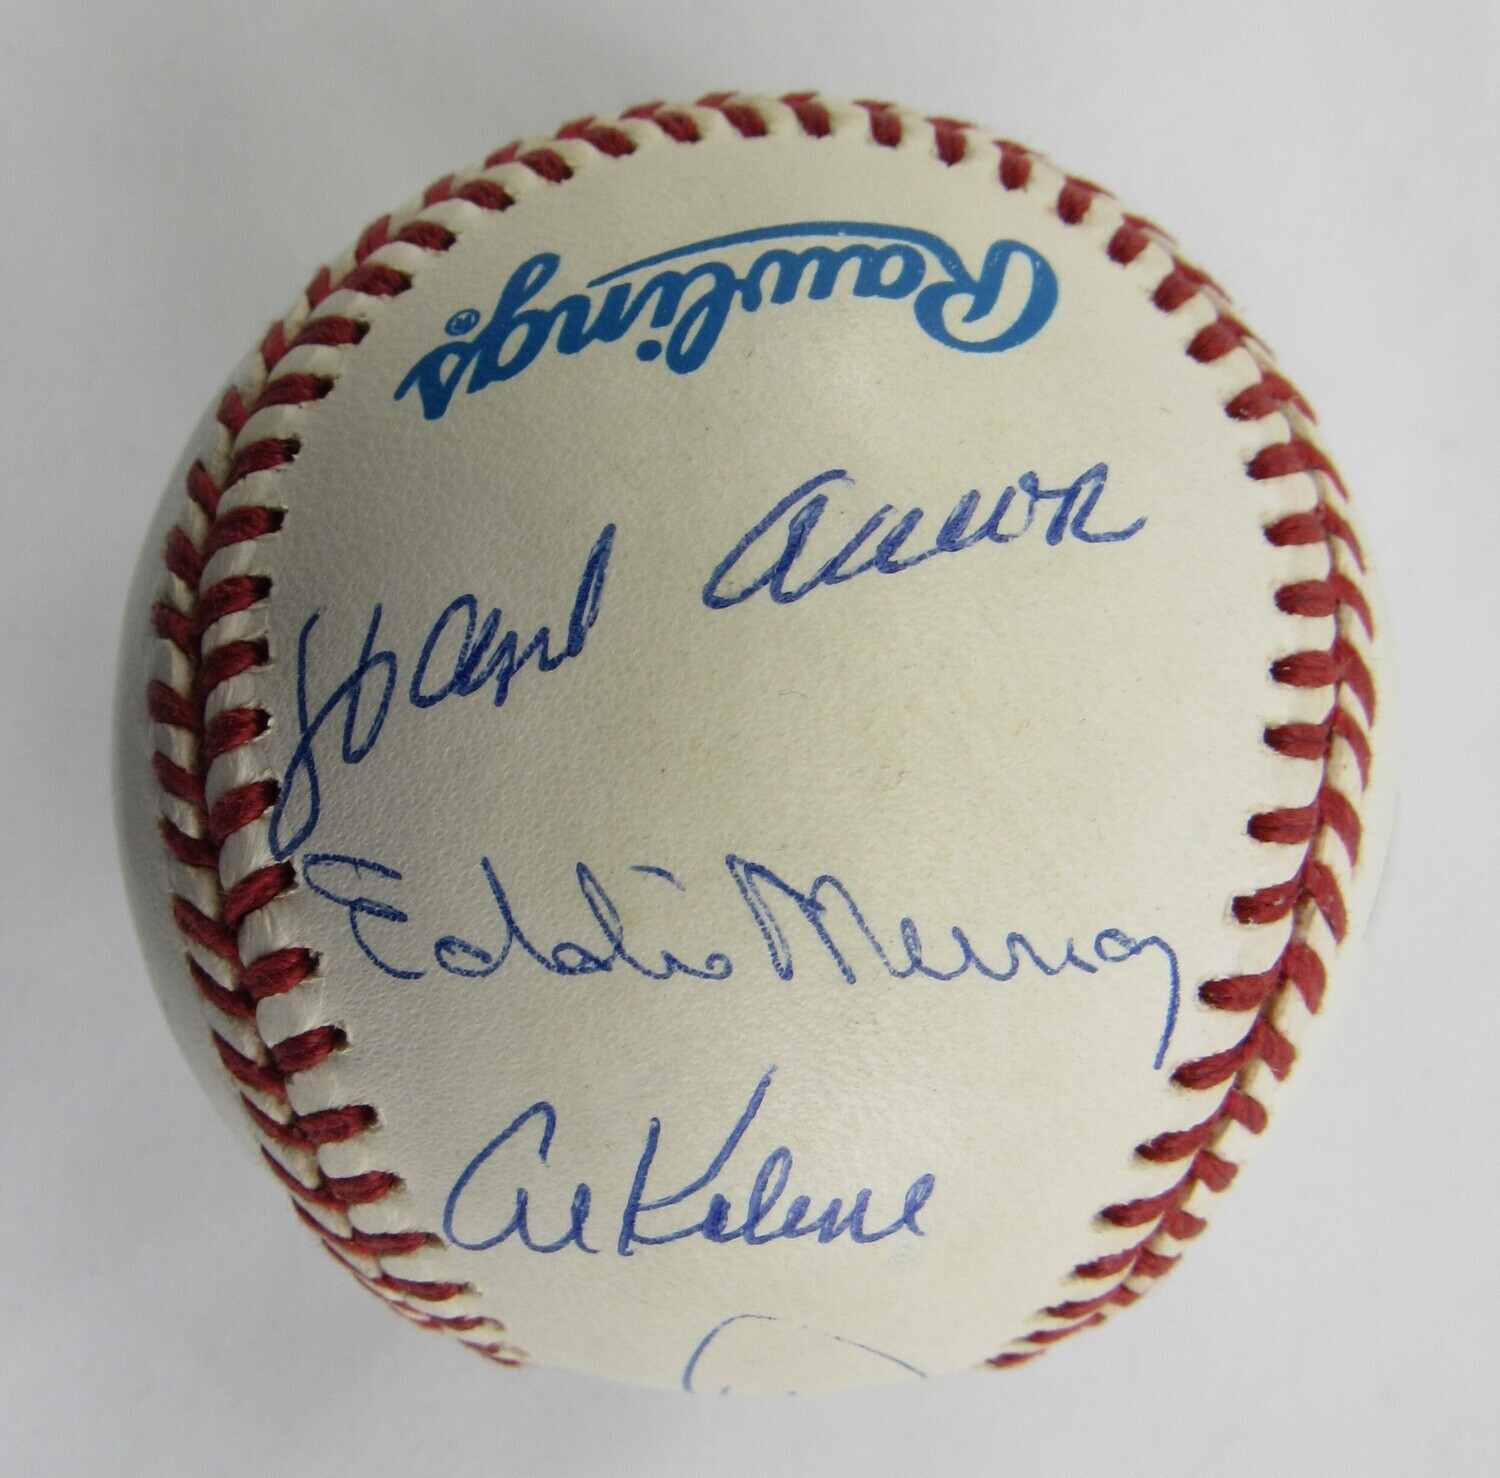 Rawlings®
Hank Aaron
Eddie Murray
Al Kaline